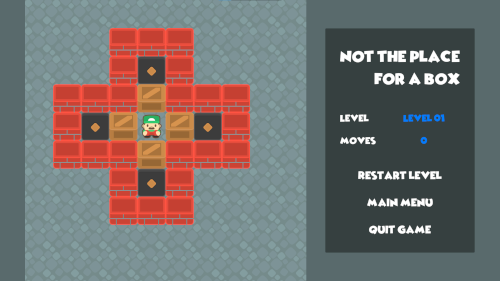 NOT THE PLACE
FOR A BOX
LEVEL LEVEL 01
MOVES 0
RESTART LEVEL
MAIN MENU
QUIT GAME